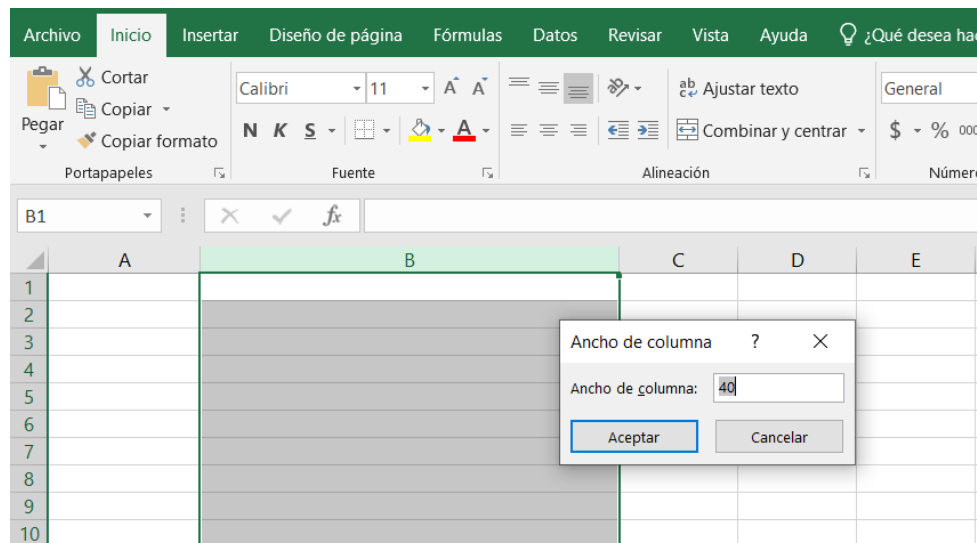 Archivo Inicio Insertar Diseño de página Fórmulas Datos Revisar Vista Ayuda ¿Qué desea
Cortar
Copiar
Copiar formato
Pegar
Portapapeles
Calibri 11 A A
N K S A
Fuente
ab Ajustar texto
Combinar y centrar
Alineación
General
$ % 000
B1 fx
A B C D E
1
2
3
4
5
6
7
8
9
10
Ancho de columna ?
Ancho de columna: 40
Aceptar Cancelar